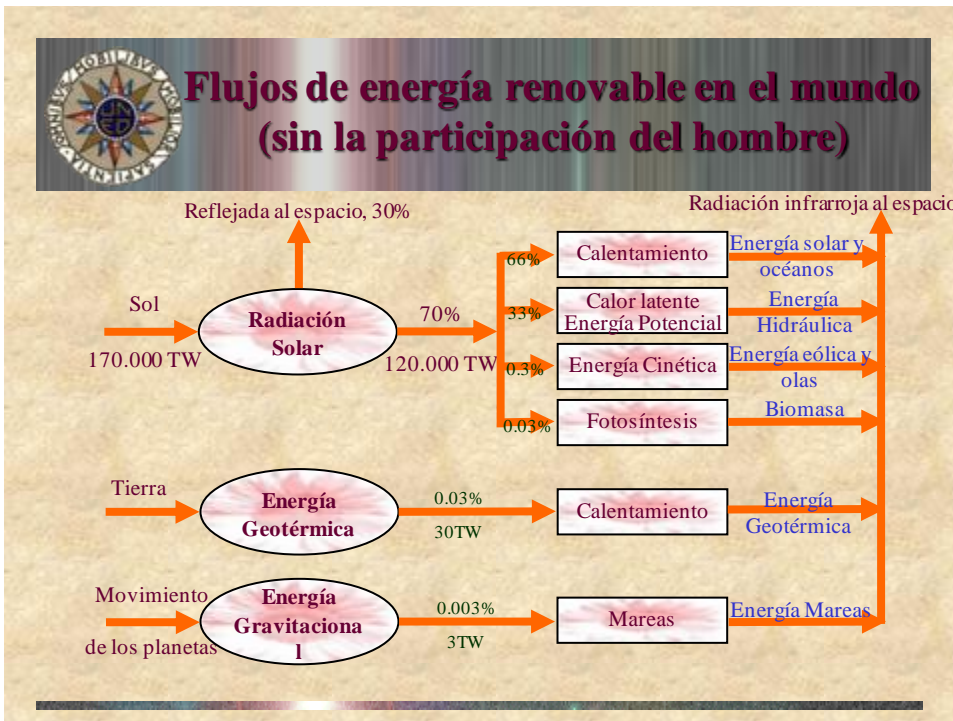 Flujos de energía renovable en el mundo
(sin la participación del hombre)
Reflejada al espacio, 30%
Radiación infrarroja al espacio
Sol
170.000 TW
Radiación
Solar
70%
120.000 TW
66%
Calentamiento
Energía solar y
océanos
33%
Calor latente
Energía Potencial
Energía
Hidráulica
0.3%
Energía Cinética
Energía eólica y
olas
0.03%
Fotosíntesis
Biomasa
Tierra
Energía
Geotérmica
0.03%
30TW
Calentamiento
Energía
Geotérmica
Movimiento
de los planetas
Energía
Gravitaciona
l
0.003%
3TW
Mareas
Energía Mareas